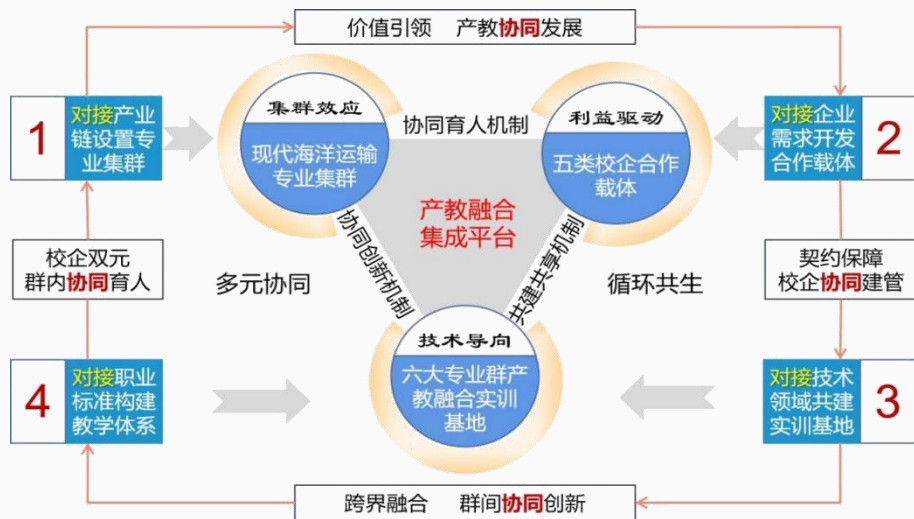 价值引领 产教协同发展
1
对接产业
链设置专
业集群
集群效应
现代海洋运输
专业集群
协同育人机制
利益驱动
五类校企合作
载体
对接企业
需求开发
合作载体
2
产教融合
集成平台
校企双元
群内协同育人
多元协同
协同创新机制
共建共享机制
循环共生
契约保障
校企协同建管
4
对接职业
标准构建
教学体系
技术导向
六大专业群产
教融合实训
基地
对接技术
领域共建
实训基地
3
跨界融合 群间协同创新